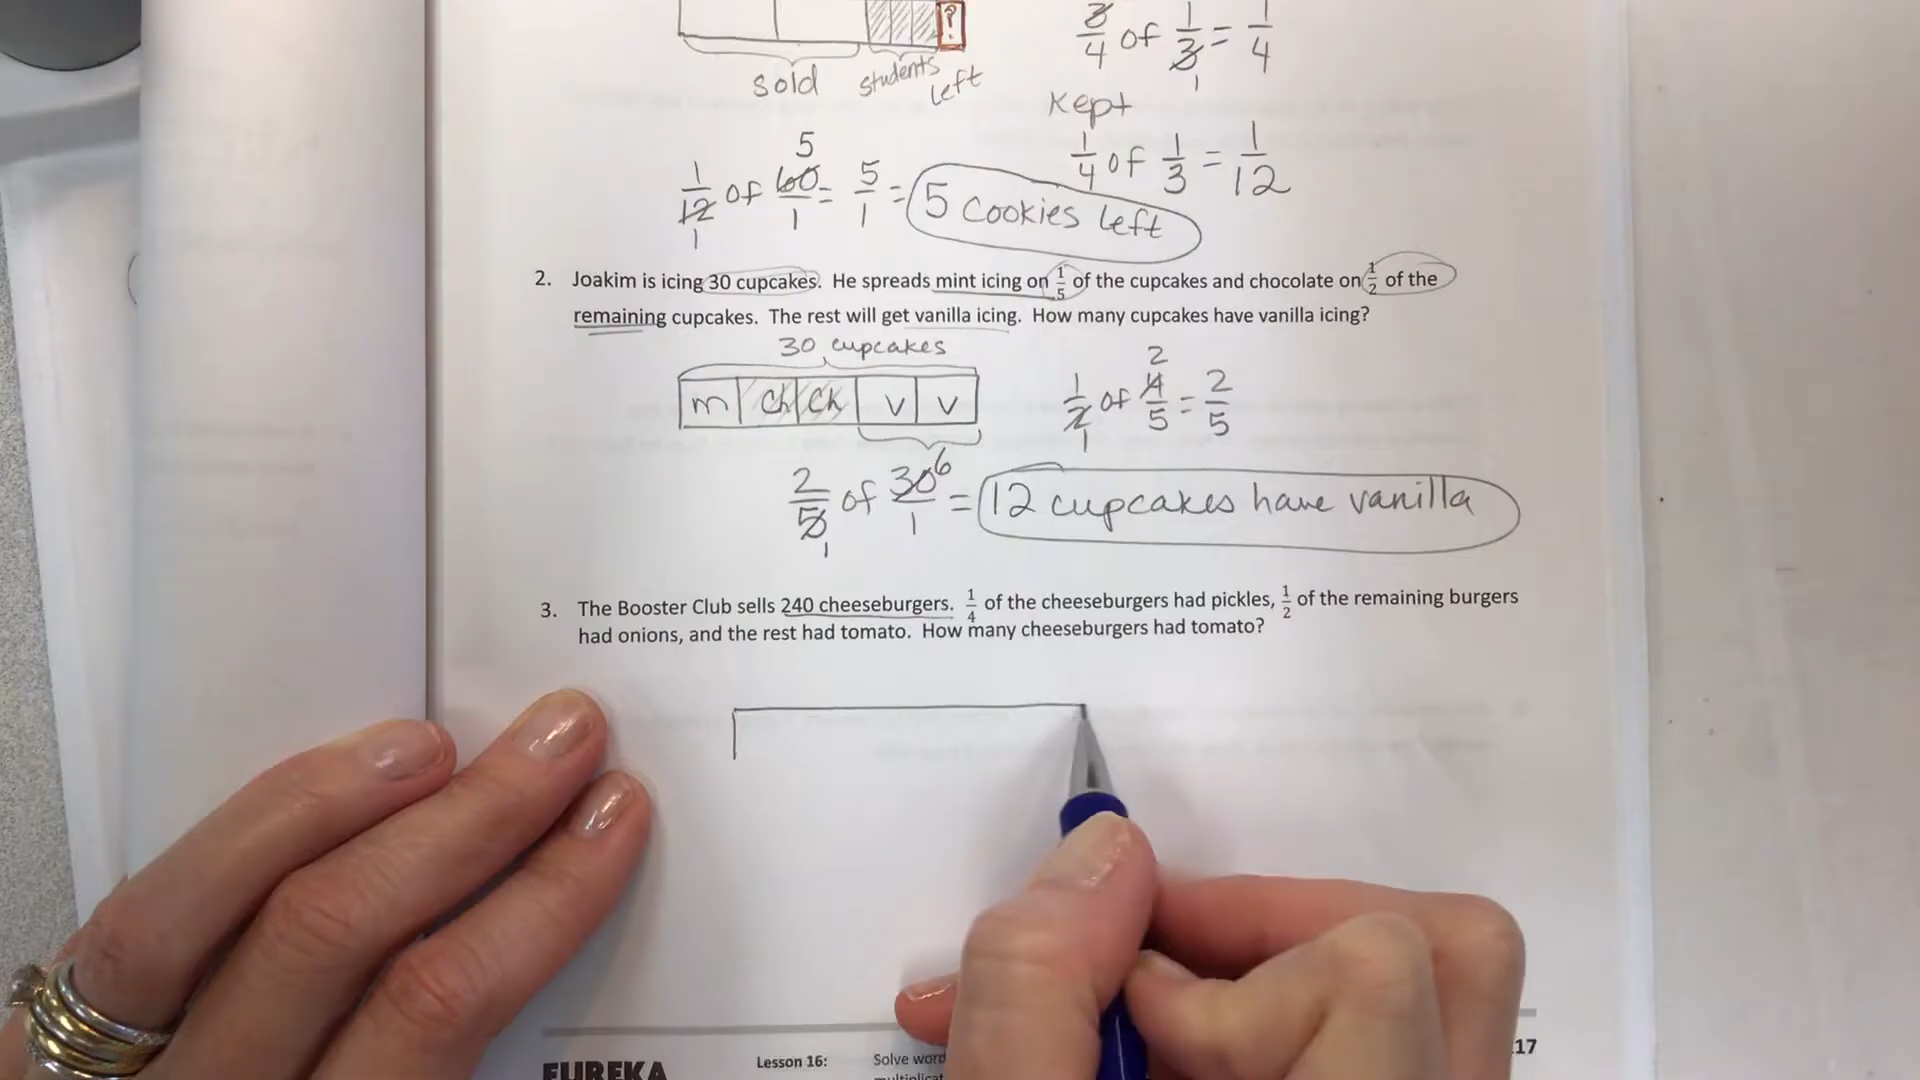 ?
3/4 of 1/3 = 1/4
1
sold students left
Kept
1/4 of 1/3 = 1/12
5
1/12 of 60/1 = 5/1 = 5 Cookies left
1
2. Joakim is icing 30 cupcakes. He spreads mint icing on 1/5 of the cupcakes and chocolate on 1/2 of the
remaining cupcakes. The rest will get vanilla icing. How many cupcakes have vanilla icing?
30 cupcakes
2
m Ch Ch v v
1/2 of 4/5 = 2/5
1
6
2/5 of 30/1 = 12 cupcakes have vanilla
1
3. The Booster Club sells 240 cheeseburgers. 1/4 of the cheeseburgers had pickles, 1/2 of the remaining burgers
had onions, and the rest had tomato. How many cheeseburgers had tomato?
EUREKA
Lesson 16: Solve word
17